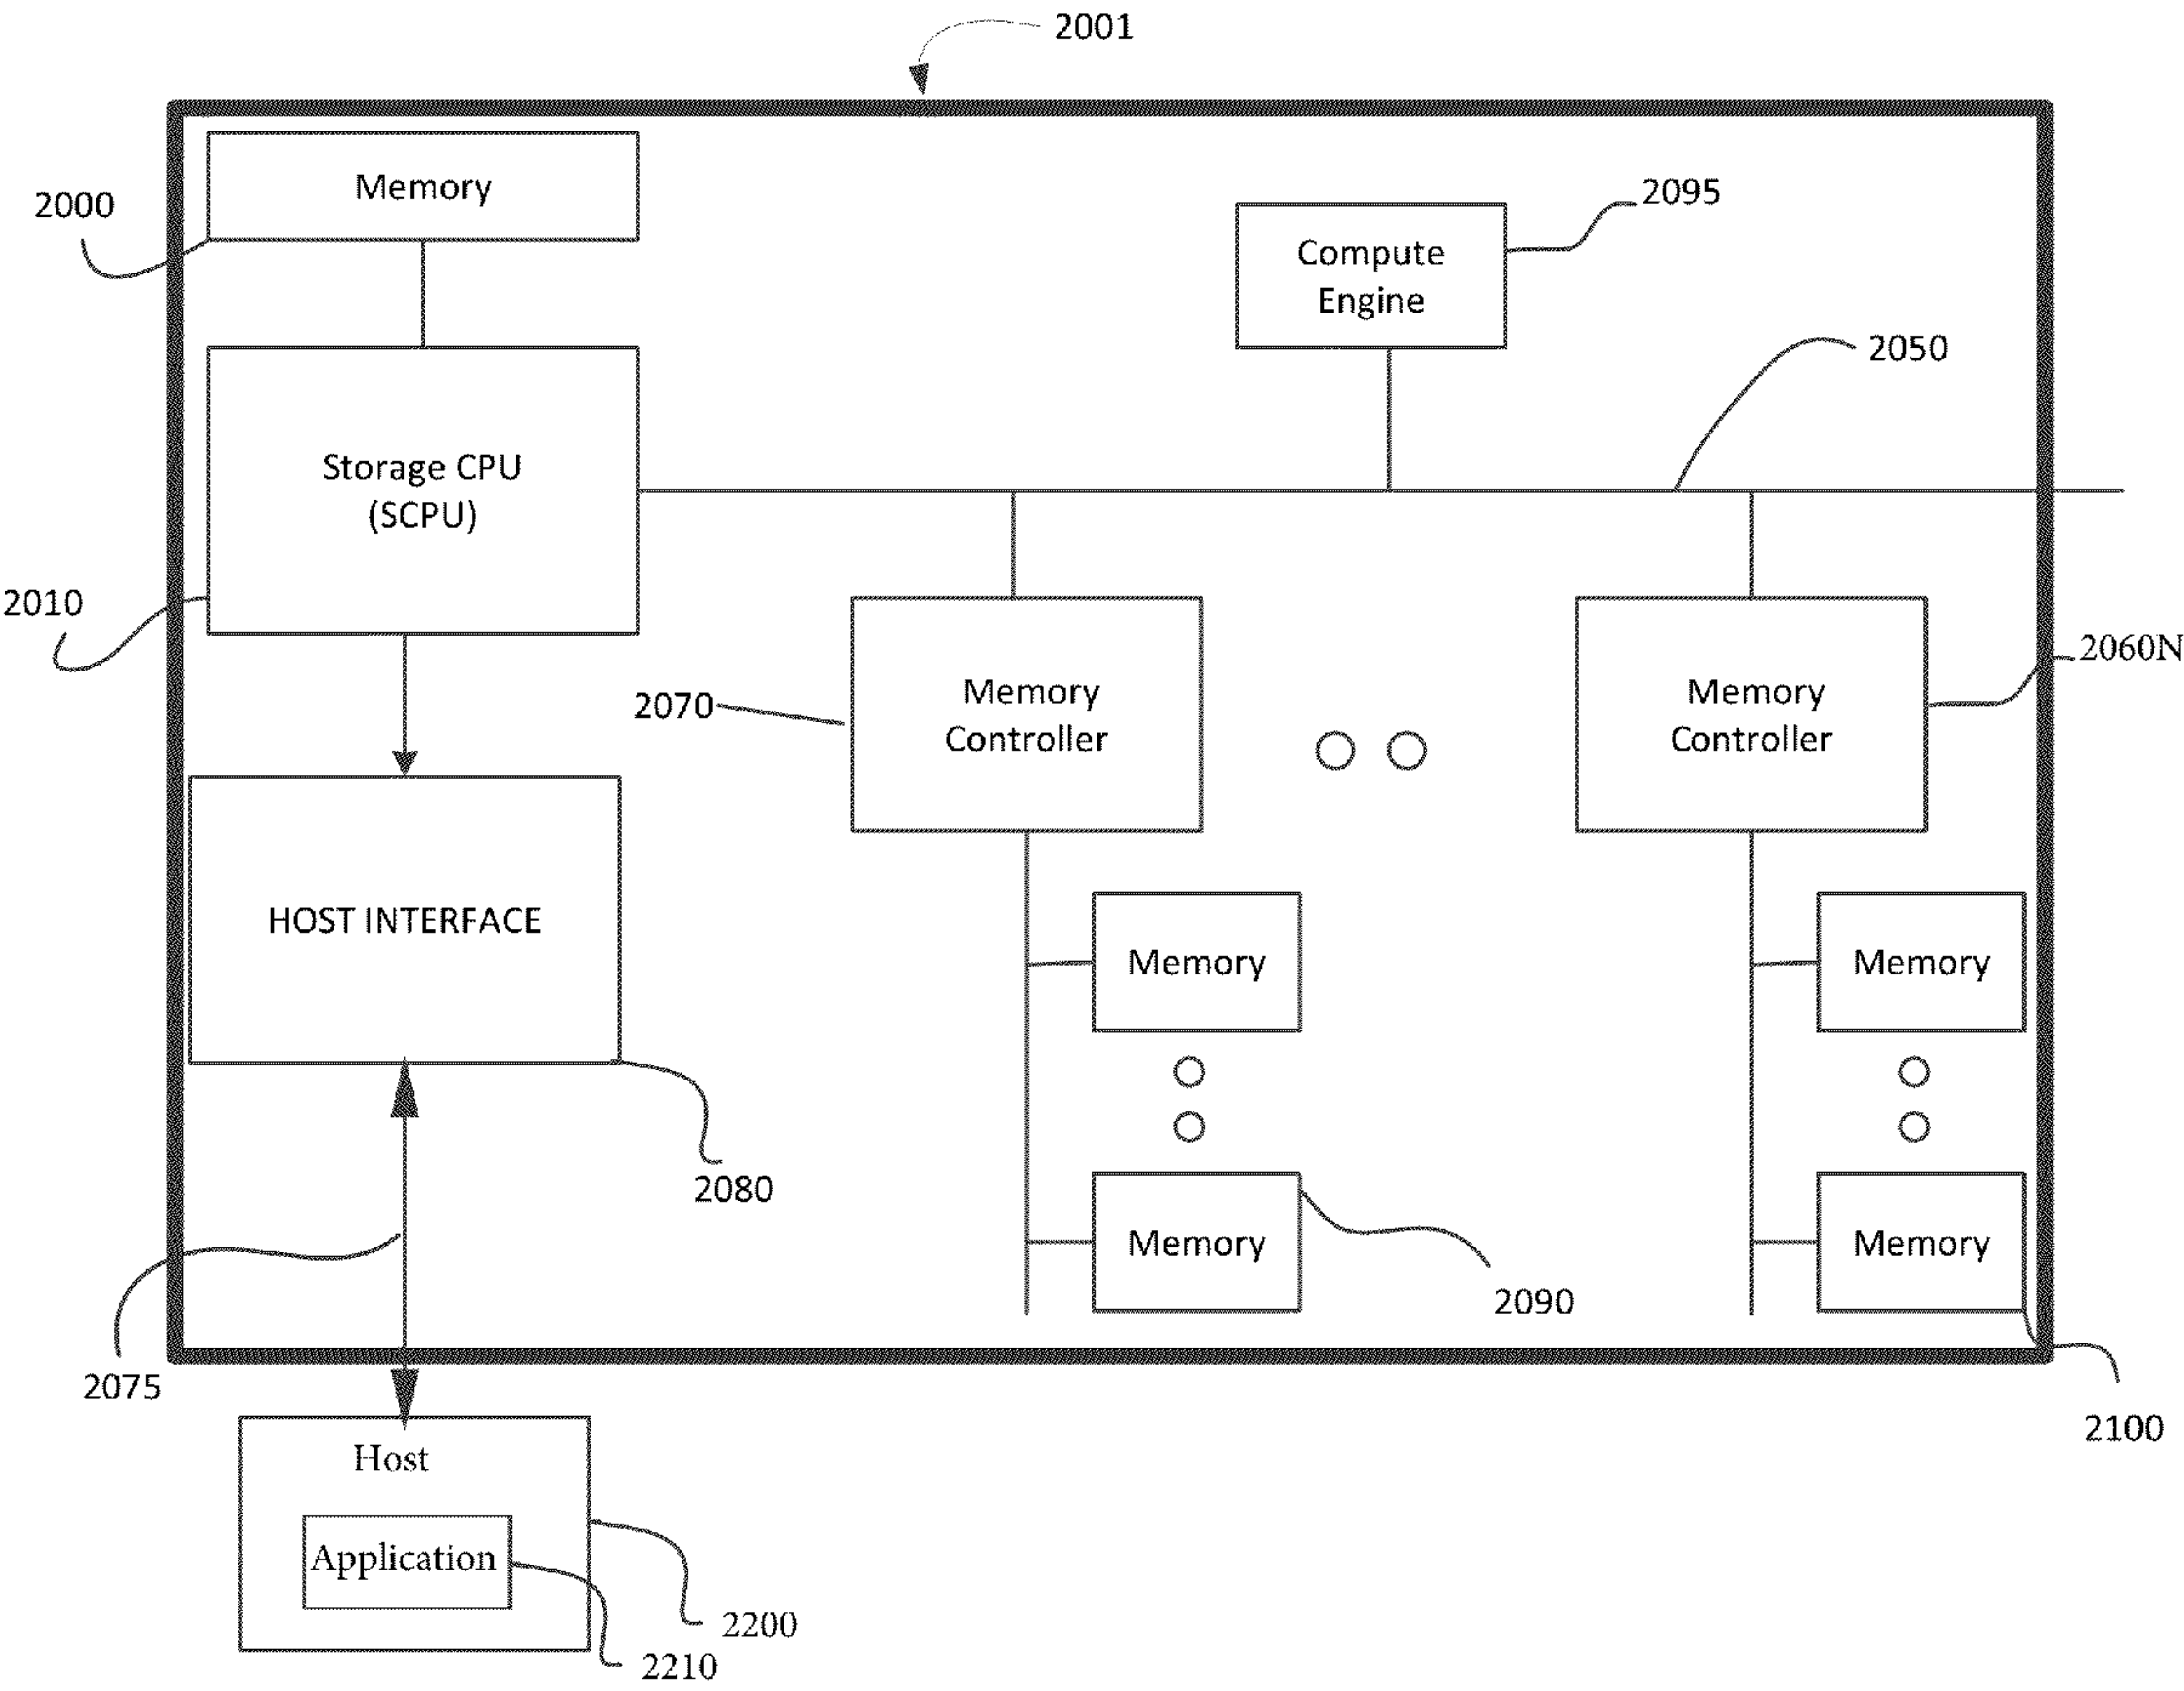 2001
Memory
2000
2095
Compute
Engine
2050
Storage CPU
(SCPU)
2010
2060N
2070
Memory
Controller
Memory
Controller
HOST INTERFACE
Memory
Memory
2080
Memory
Memory
2090
2075
2100
Host
Application
2200
2210